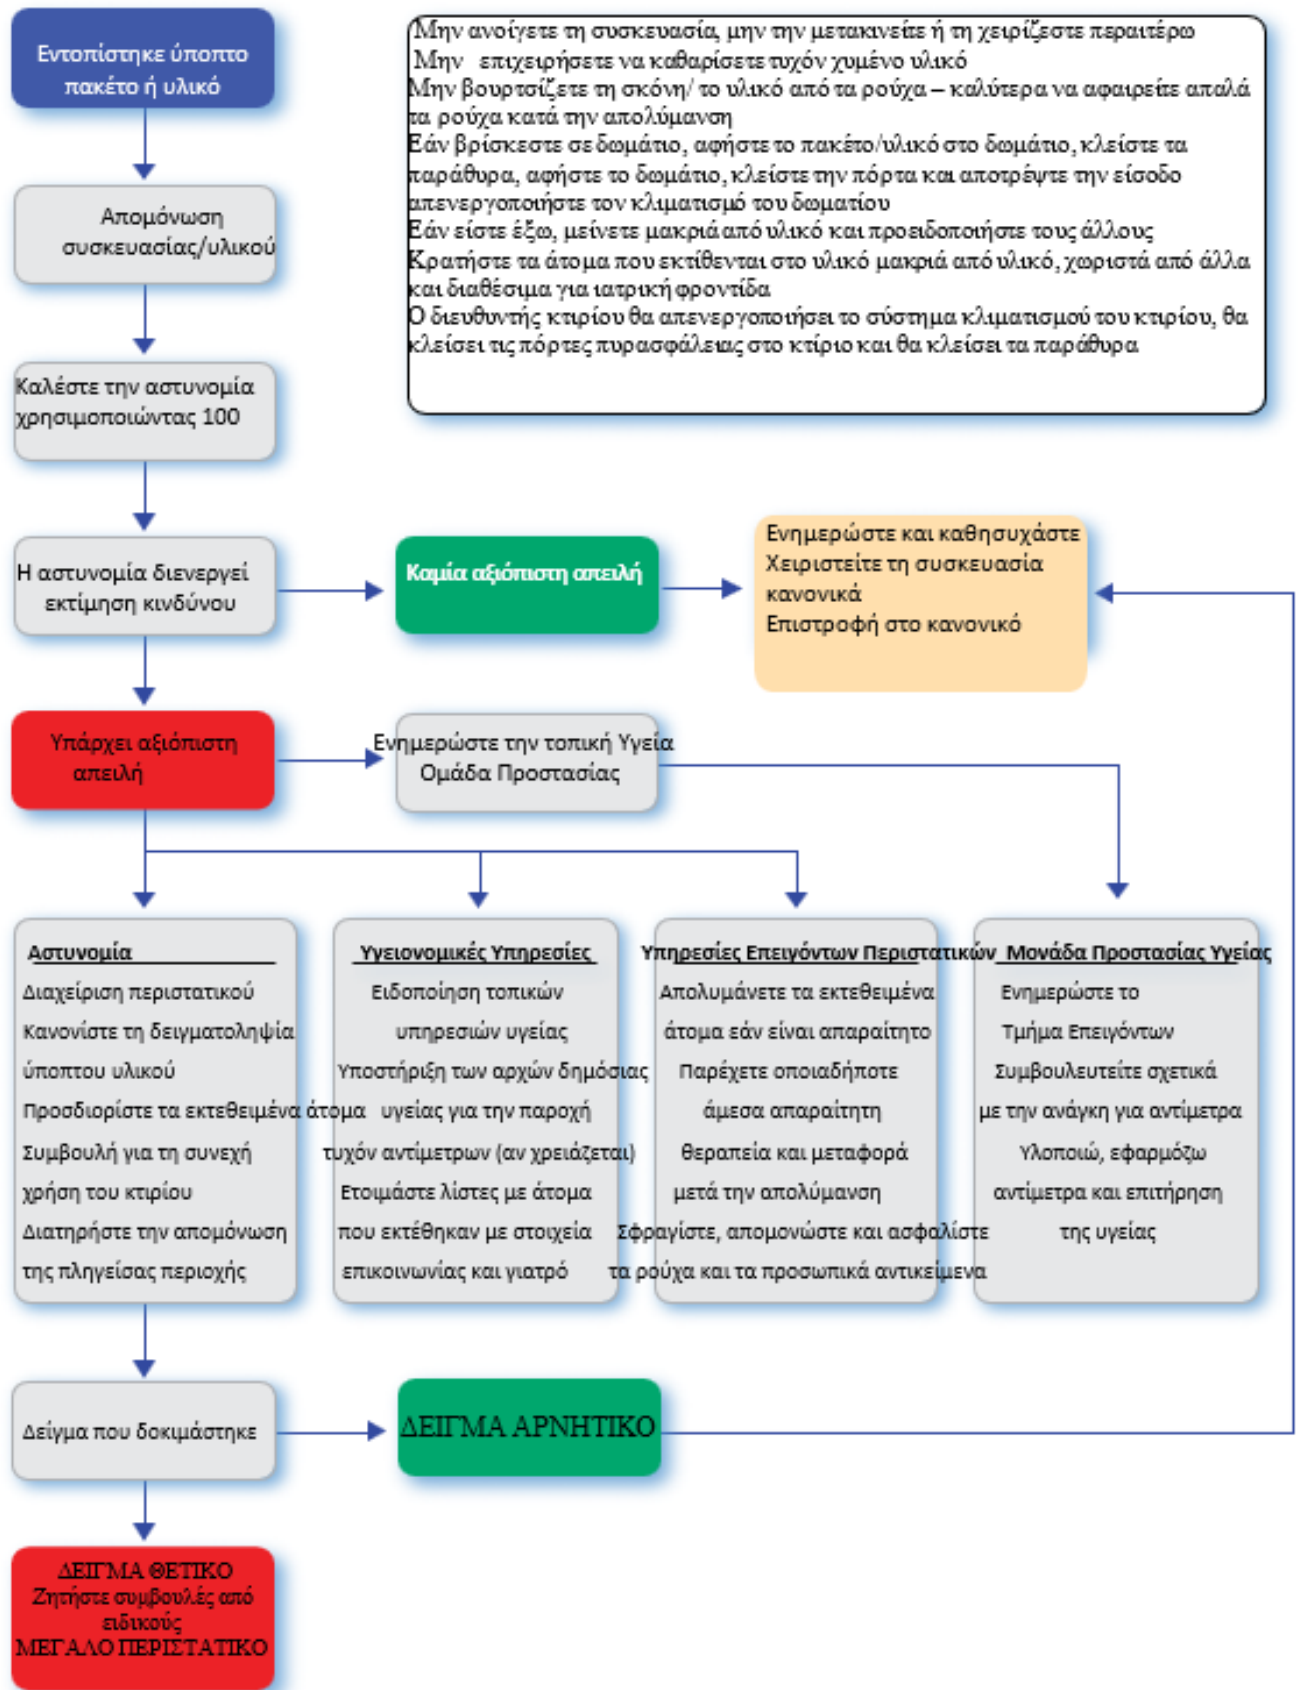 Εντοπίστηκε ύποπτο
πακέτο ή υλικό
Μην ανοίγετε τη συσκευασία, μην την μετακινείτε ή τη χειρίζεστε περαιτέρω
Μην επιχειρήσετε να καθαρίσετε τυχόν χυμένο υλικό
Μην βουρτσίζετε τη σκόνη/ το υλικό από τα ρούχα – καλύτερα να αφαιρείτε απαλά
τα ρούχα κατά την απολύμανση
Εάν βρίσκεστε σε δωμάτιο, αφήστε το πακέτο/υλικό στο δωμάτιο, κλείστε τα
παράθυρα, αφήστε το δωμάτιο, κλείστε την πόρτα και αποτρέψτε την είσοδο
απενεργοποιήστε τον κλιματισμό του δωματίου
Εάν είστε έξω, μείνετε μακριά από υλικό και προειδοποιήστε τους άλλους
Κρατήστε τα άτομα που εκτίθενται στο υλικό μακριά από υλικό, χωριστά από άλλα
και διαθέσιμα για ιατρική φροντίδα
Ο διευθυντής κτιρίου θα απενεργοποιήσει το σύστημα κλιματισμού του κτιρίου, θα
κλείσει τις πόρτες πυρασφάλειας στο κτίριο και θα κλείσει τα παράθυρα
Απομόνωση
συσκευασίας/υλικού
Καλέστε την αστυνομία
χρησιμοποιώντας 100
Η αστυνομία διενεργεί
εκτίμηση κινδύνου
Καμία αξιόπιστη απειλή
Ενημερώστε και καθησυχάστε
Χειριστείτε τη συσκευασία
κανονικά
Επιστροφή στο κανονικό
Υπάρχει αξιόπιστη
απειλή
Ενημερώστε την τοπική Υγεία
Ομάδα Προστασίας
Αστυνομία
Διαχείριση περιστατικού
Κανονίστε τη δειγματοληψία
ύποπτου υλικού
Προσδιορίστε τα εκτεθειμένα άτομα
Συμβουλή για τη συνεχή
χρήση του κτιρίου
Διατηρήστε την απομόνωση
της πληγείσας περιοχής
Υγειονομικές Υπηρεσίες
Ειδοποίηση τοπικών
υπηρεσιών υγείας
Υποστήριξη των αρχών δημόσιας
υγείας για την παροχή
τυχόν αντίμετρων (αν χρειάζεται)
Ετοιμάστε λίστες με άτομα
που εκτέθηκαν με στοιχεία
επικοινωνίας και γιατρό
Υπηρεσίες Επειγόντων Περιστατικών
Απολυμάνετε τα εκτεθειμένα
άτομα εάν είναι απαραίτητο
Παρέχετε οποιαδήποτε
άμεσα απαραίτητη
θεραπεία και μεταφορά
μετά την απολύμανση
Σφραγίστε, απομονώστε και ασφαλίστε
τα ρούχα και τα προσωπικά αντικείμενα
Μονάδα Προστασίας Υγείας
Ενημερώστε το
Τμήμα Επειγόντων
Συμβουλευτείτε σχετικά
με την ανάγκη για αντίμετρα
Υλοποιώ, εφαρμόζω
αντίμετρα και επιτήρηση
της υγείας
Δείγμα που δοκιμάστηκε
ΔΕΙΓΜΑ ΑΡΝΗΤΙΚΟ
ΔΕΙΓΜΑ ΘΕΤΙΚΟ
Ζητήστε συμβουλές από
ειδικούς
ΜΕΓΑΛΟ ΠΕΡΙΣΤΑΤΙΚΟ